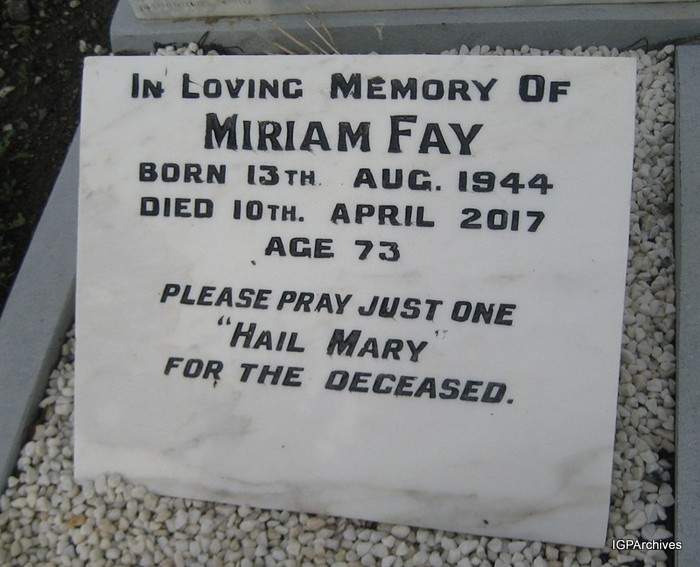 In Loving Memory Of
Miriam Fay
BORN 13TH. AUG. 1944
DIED 10TH. APRIL 2017
AGE 73
PLEASE PRAY JUST ONE
"HAIL MARY"
FOR THE DECEASED.
IGPArchives